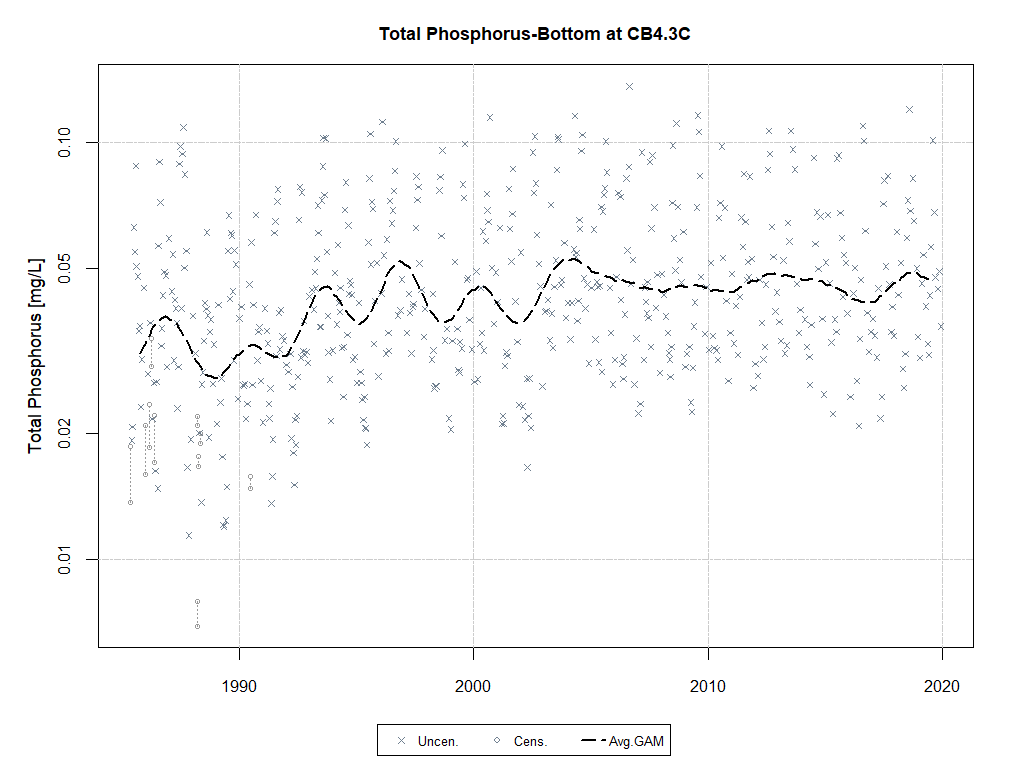 Total Phosphorus-Bottom at CB4.3C
Total Phosphorus [mg/L]
0.10
0.05
0.02
0.01
1990 2000 2010 2020
Uncen. Cens. Avg.GAM